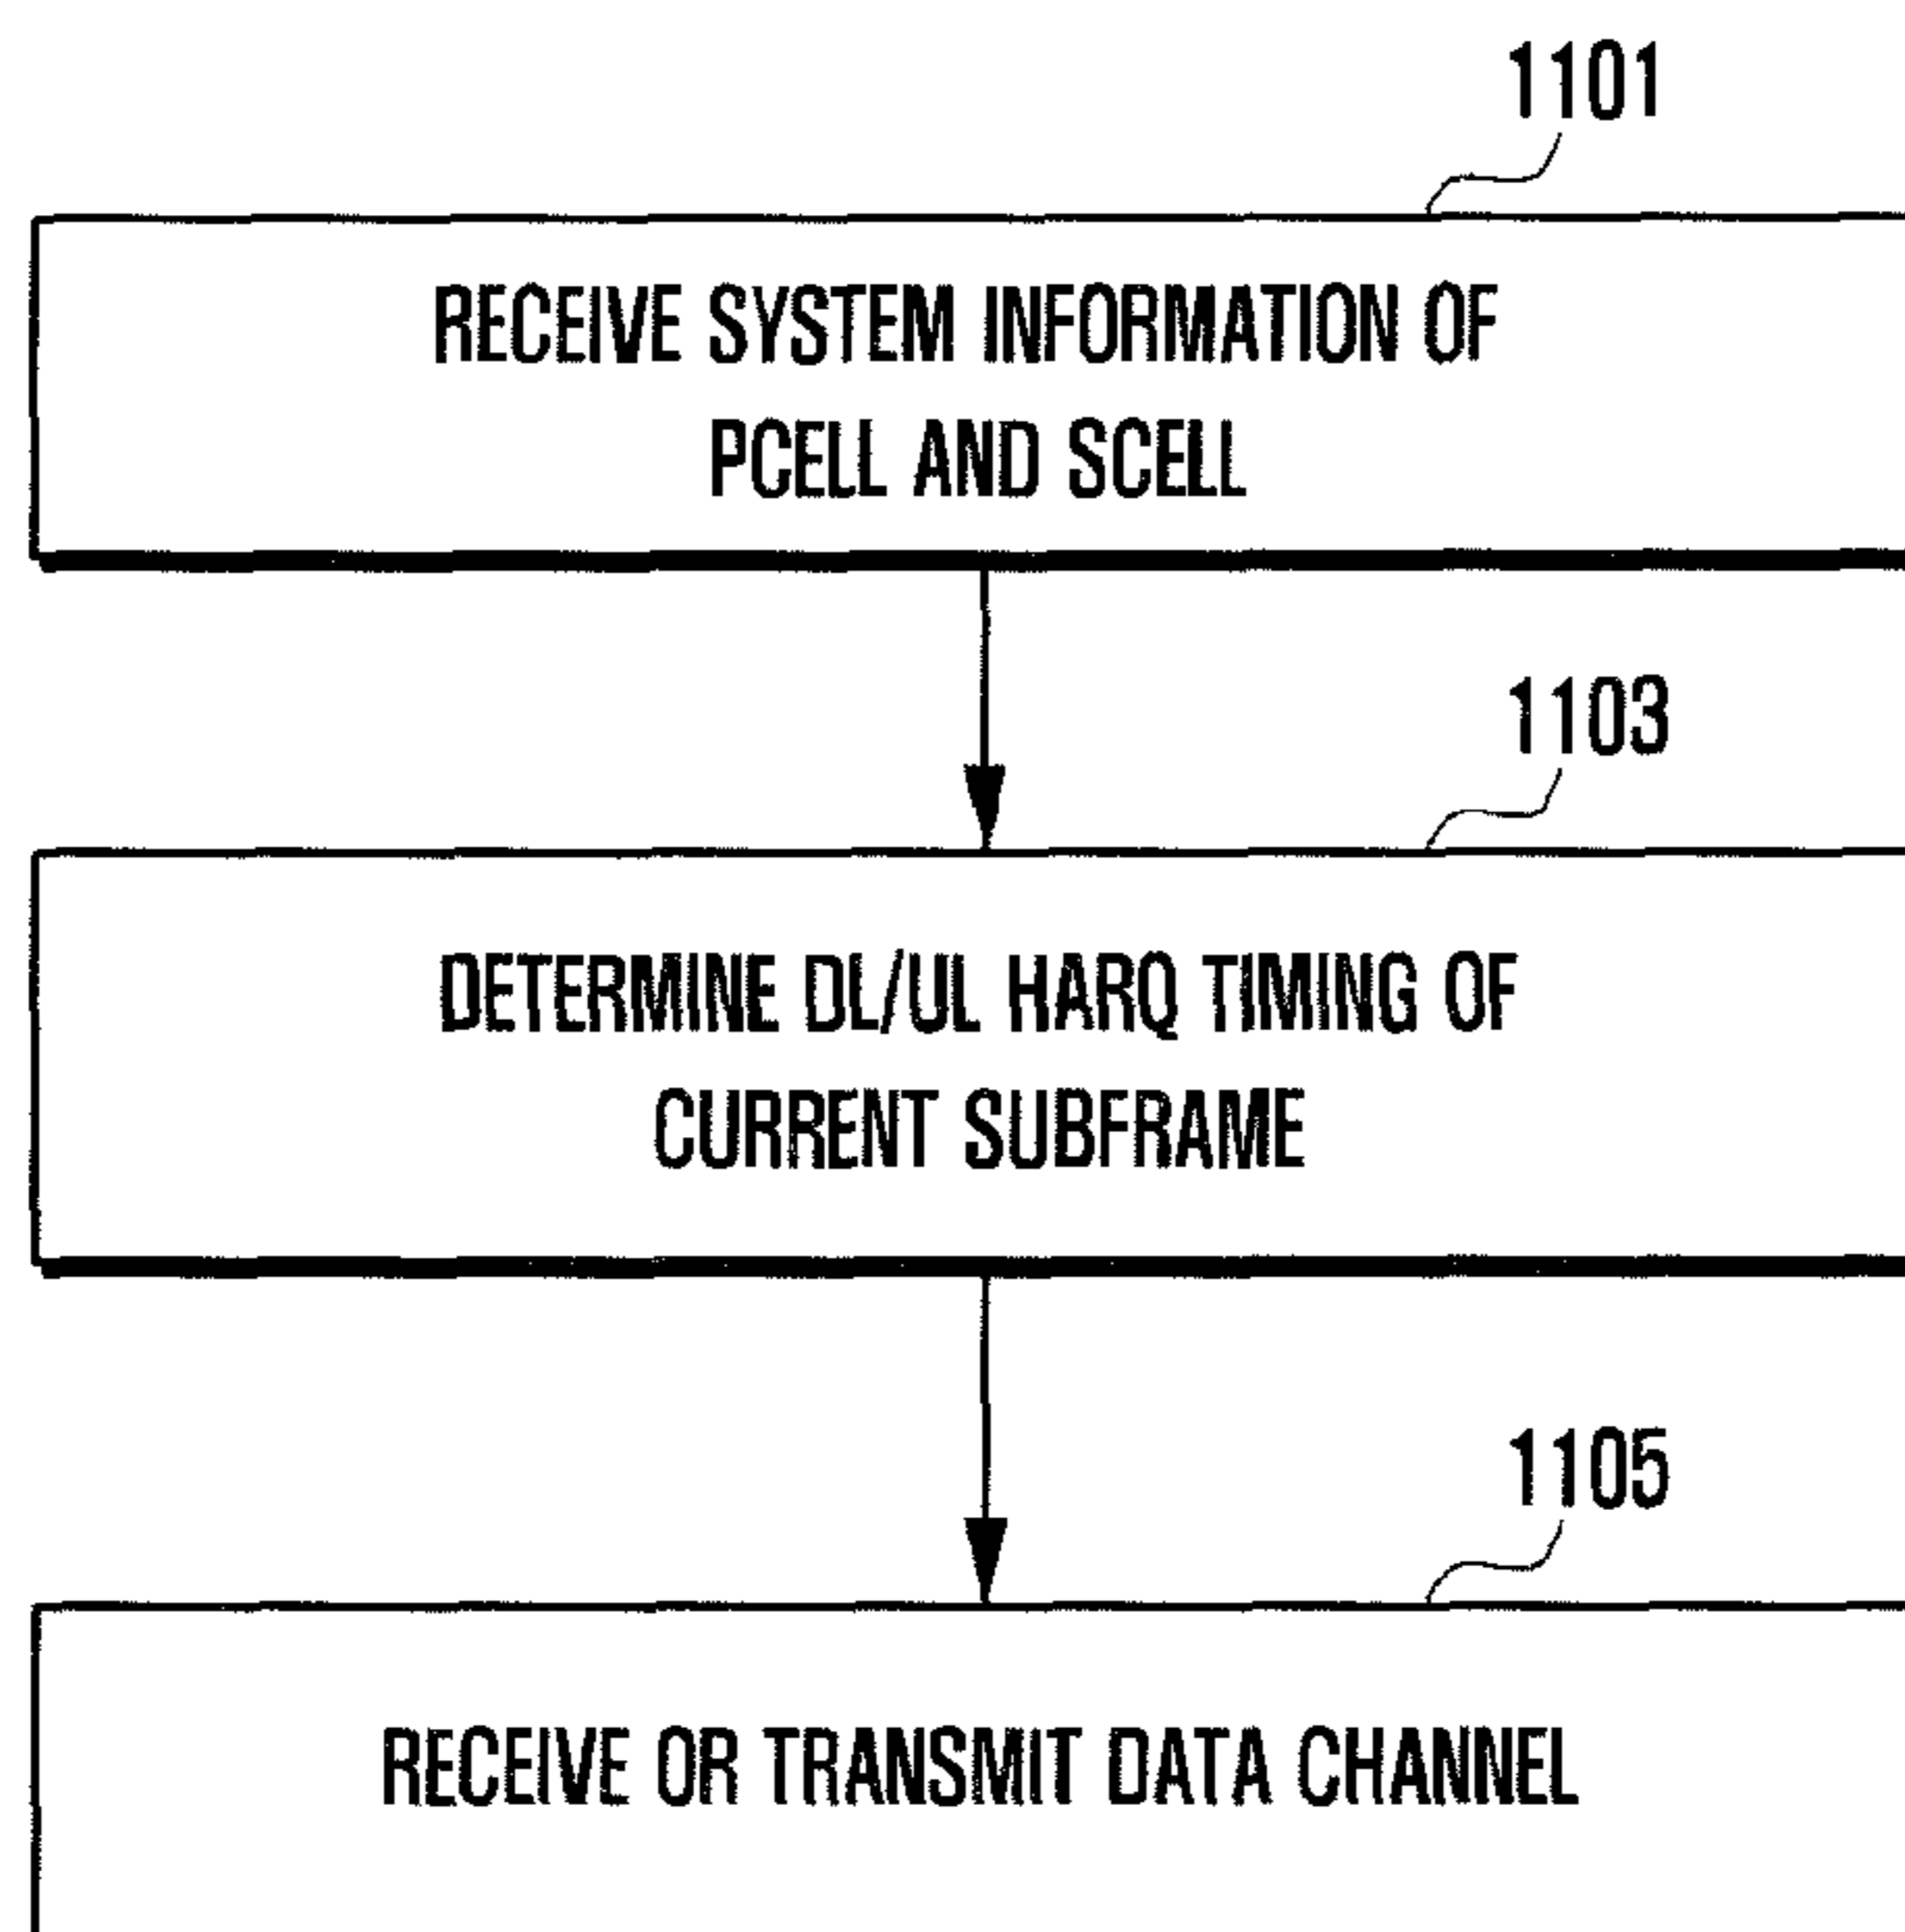 1101
RECEIVE SYSTEM INFORMATION OF
PCELL AND SCELL
1103
DETERMINE DL/UL HARQ TIMING OF
CURRENT SUBFRAME
1105
RECEIVE OR TRANSMIT DATA CHANNEL